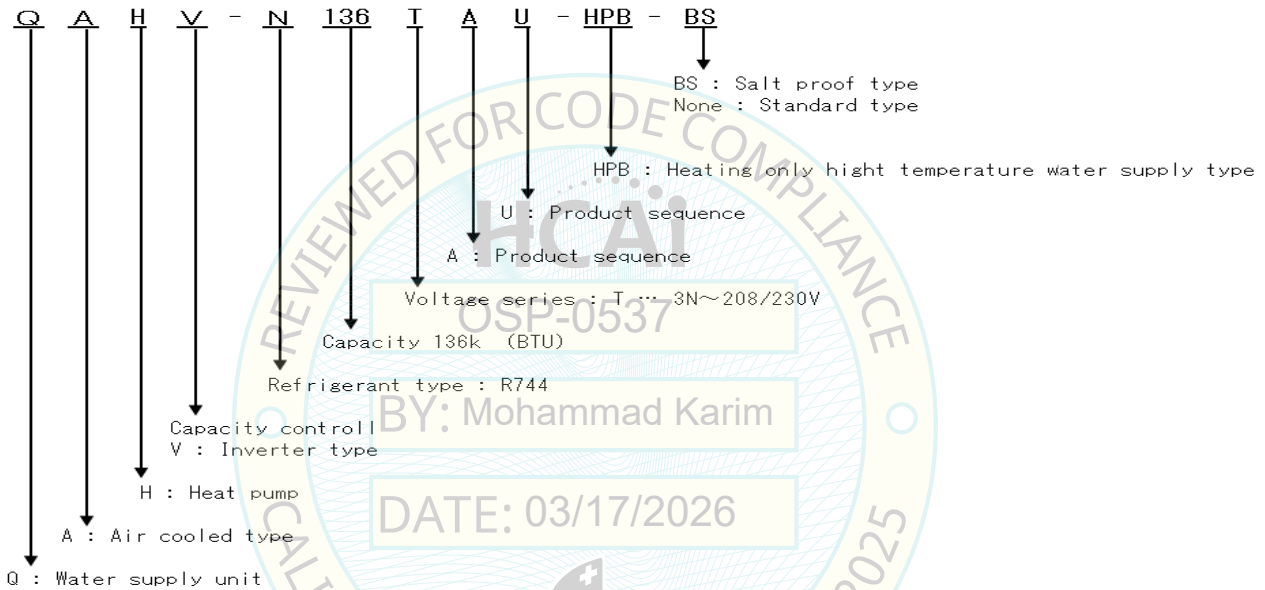 Q A H V - N 136 T A U - HPB - BS
BS : Salt proof type
None : Standard type
HPB : Heating only hight temperature water supply type
U : Product sequence
A : Product sequence
Voltage series : T … 3N～208/230V
Capacity 136k (BTU)
Refrigerant type : R744
Capacity controll
V : Inverter type
H : Heat pump
A : Air cooled type
Q : Water supply unit
REVIEWED FOR CODE COMPLIANCE
HCAi
OSP-0537
BY: Mohammad Karim
DATE: 03/17/2026
2025